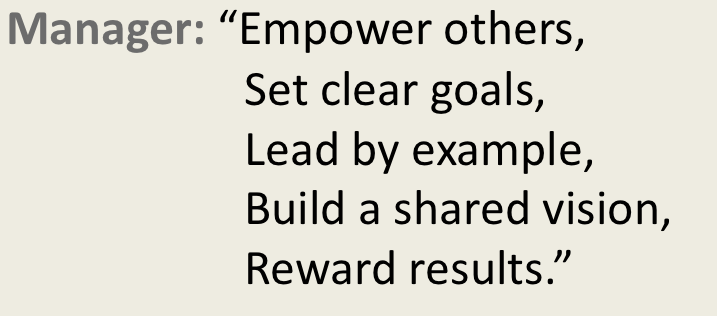 Manager: “Empower others,
Set clear goals,
Lead by example,
Build a shared vision,
Reward results.”